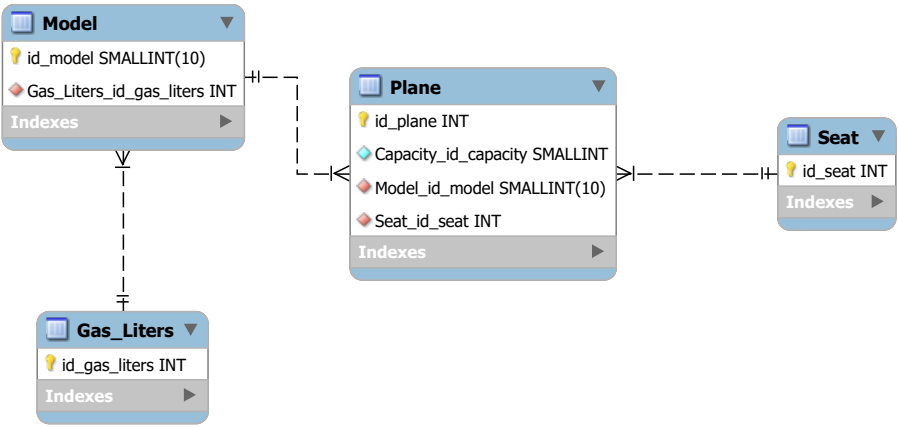 Model
id_model SMALLINT(10)
Gas_Liters_id_gas_liters INT
Indexes
Plane
id_plane INT
Capacity_id_capacity SMALLINT
Model_id_model SMALLINT(10)
Seat_id_seat INT
Indexes
Seat
id_seat INT
Indexes
Gas_Liters
id_gas_liters INT
Indexes